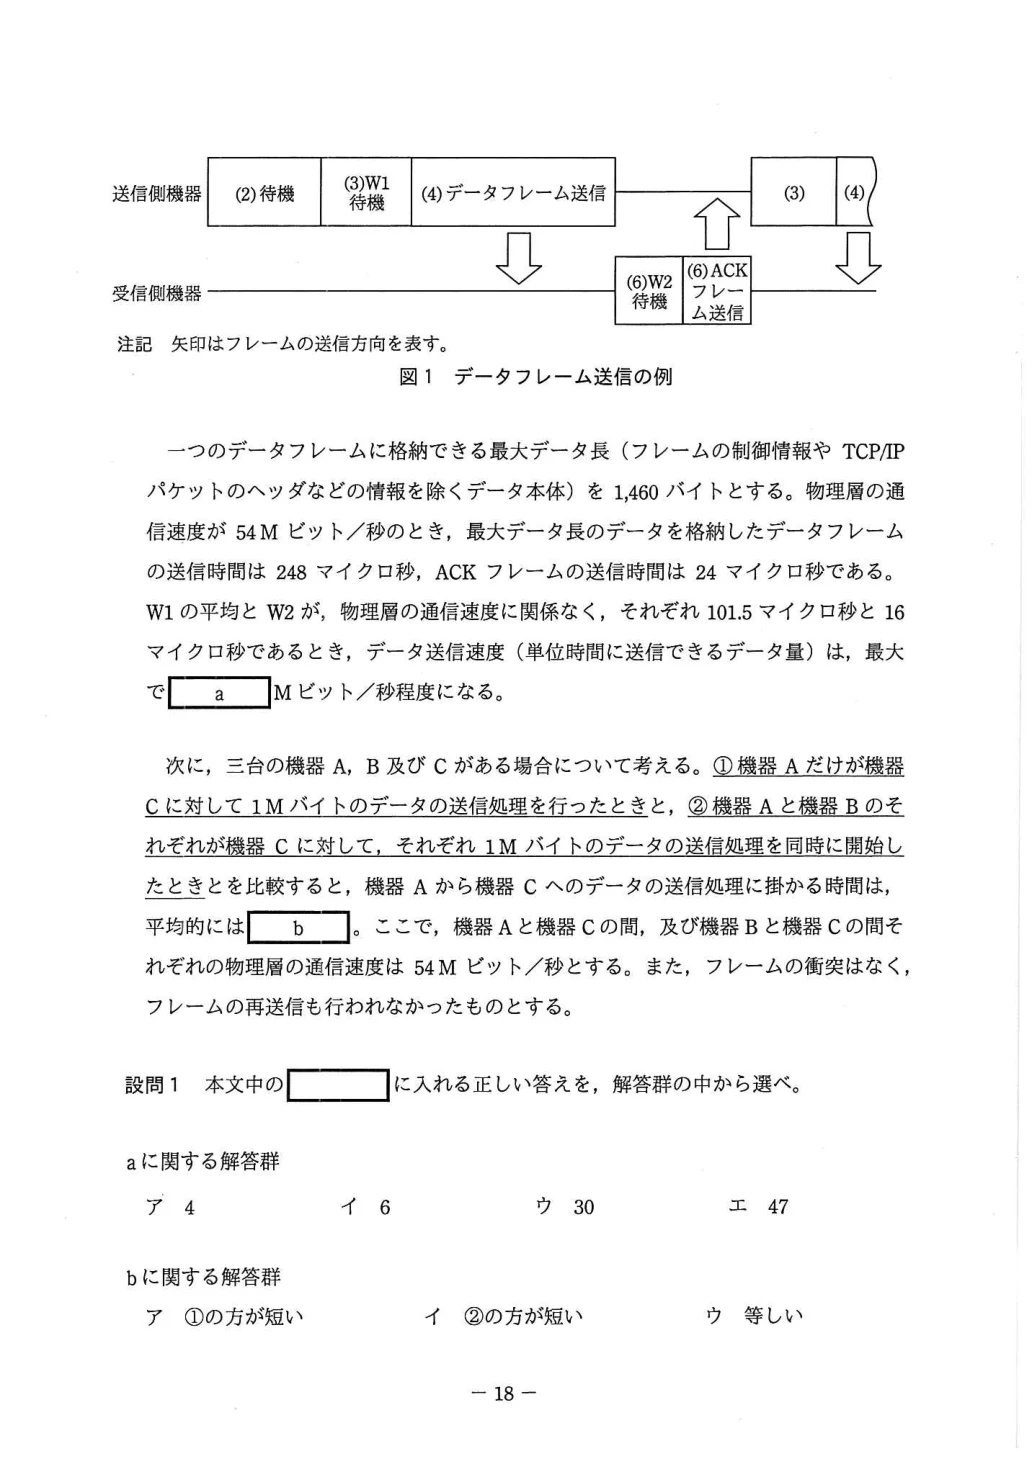 送信側機器
(2)待機
(3)W1
待機
(4)データフレーム送信
(3)
(4)
受信側機器
(6)W2
待機
(6)ACK
フレー
ム送信
注記　矢印はフレームの送信方向を表す。
図1　データフレーム送信の例
一つのデータフレームに格納できる最大データ長（フレームの制御情報や TCP/IP
パケットのヘッダなどの情報を除くデータ本体）を 1,460 バイトとする。物理層の通
信速度が 54 M ビット／秒のとき，最大データ長のデータを格納したデータフレーム
の送信時間は 248 マイクロ秒，ACK フレームの送信時間は 24 マイクロ秒である。
W1 の平均と W2 が，物理層の通信速度に関係なく，それぞれ 101.5 マイクロ秒と 16
マイクロ秒であるとき，データ送信速度（単位時間に送信できるデータ量）は，最大
で a M ビット／秒程度になる。
次に，三台の機器 A，B 及び C がある場合について考える。①機器 A だけが機器
C に対して 1 M バイトのデータの送信処理を行ったときと，②機器 A と機器 B のそ
れぞれが機器 C に対して，それぞれ 1 M バイトのデータの送信処理を同時に開始し
たときとを比較すると，機器 A から機器 C へのデータの送信処理に掛かる時間は，
平均的には b 。ここで，機器 A と機器 C の間，及び機器 B と機器 C の間そ
れぞれの物理層の通信速度は 54 M ビット／秒とする。また，フレームの衝突はなく，
フレームの再送信も行われなかったものとする。
設問1　本文中の に入れる正しい答えを，解答群の中から選べ。
a に関する解答群
ア　4　イ　6　ウ　30　エ　47
b に関する解答群
ア　①の方が短い　イ　②の方が短い　ウ　等しい
－ 18 －